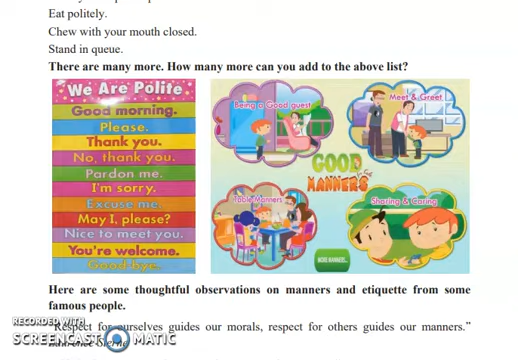 Eat politely.
Chew with your mouth closed.
Stand in queue.
There are many more. How many more can you add to the above list?
We Are Polite
Good morning.
Please.
Thank you.
No, thank you.
Pardon me.
I'm sorry.
Excuse me.
May I, please?
Nice to meet you.
You're welcome.
Good-bye.
Being a Good guest
Meet & Greet
GOOD
MANNERS
Table Manners
Sharing & Caring
MORE MANNERS...
Here are some thoughtful observations on manners and etiquette from some
famous people.
"Respect for ourselves guides our morals, respect for others guides our manners."
RECORDED WITH
SCREENCAST MATIC
Laurence Sterne